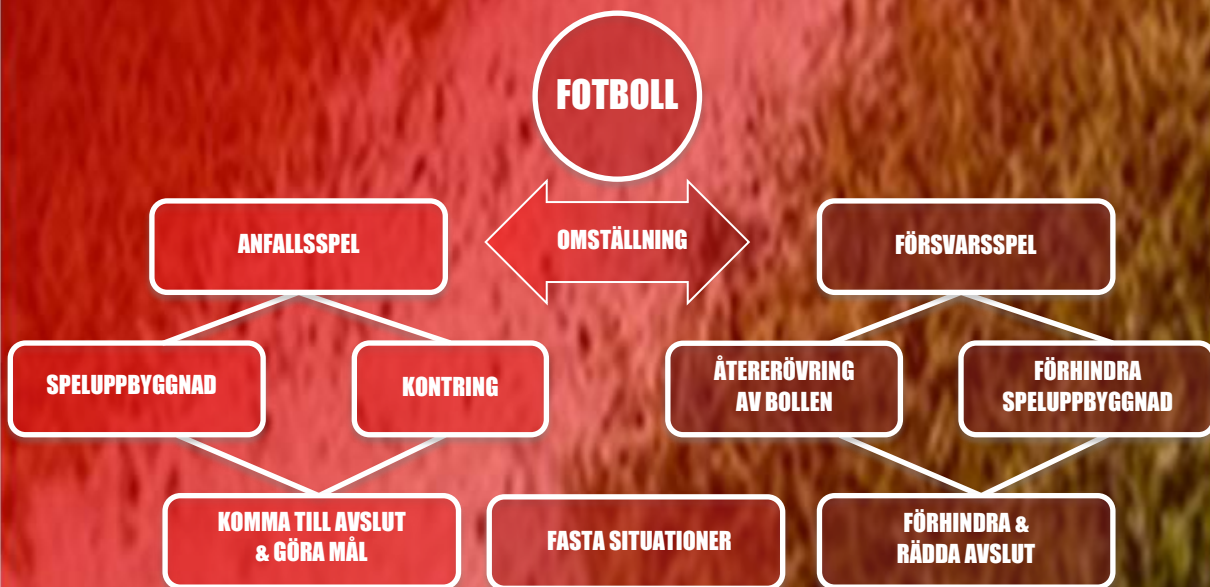 FOTBOLL
ANFALLSSPEL
OMSTÄLLNING
FÖRSVARSSPEL
SPELUPPBYGGNAD
KONTRING
ÅTERERÖVRING
AV BOLLEN
FÖRHINDRA
SPELUPPBYGGNAD
KOMMA TILL AVSLUT
& GÖRA MÅL
FASTA SITUATIONER
FÖRHINDRA &
RÄDDA AVSLUT